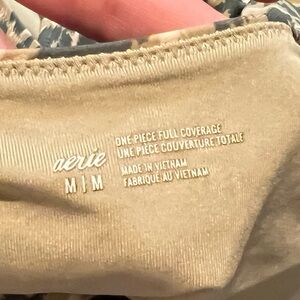 aerie
M | M
ONE PIECE FULL COVERAGE
UNE PIÈCE COUVERTURE TOTALE
MADE IN VIETNAM
FABRIQUÉ AU VIETNAM